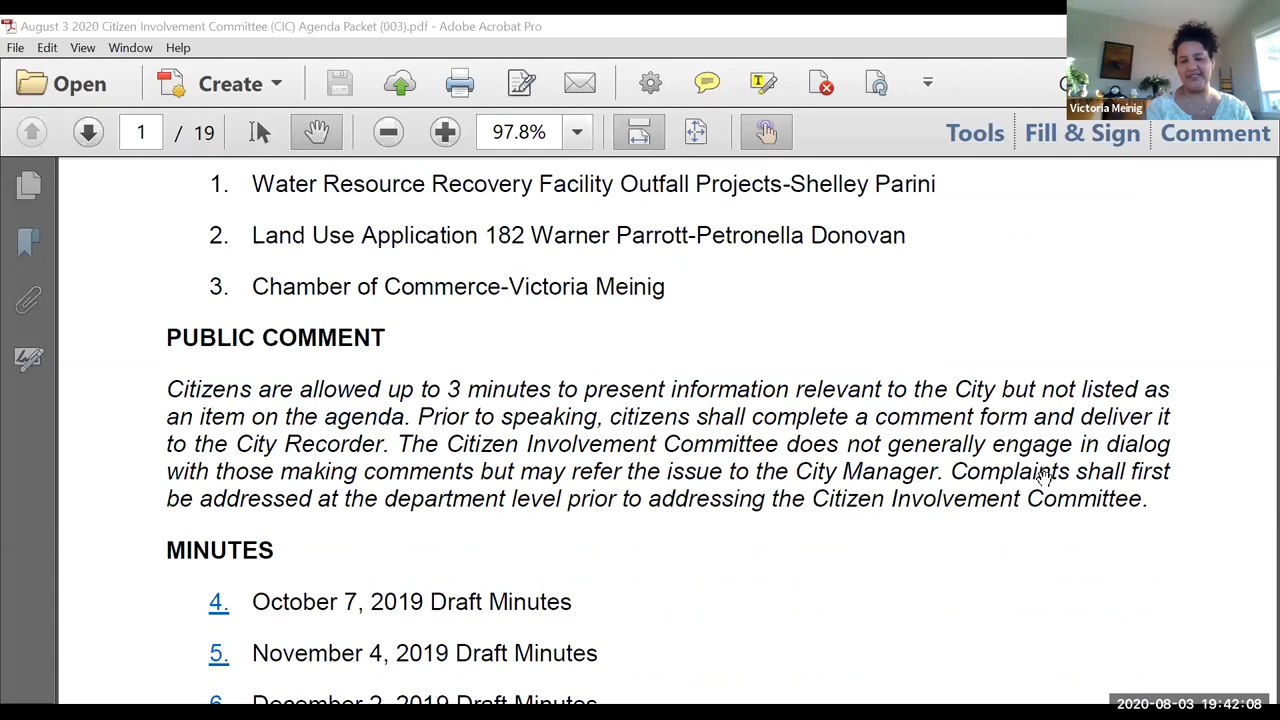 August 3 2020 Citizen Involvement Committee (CIC) Agenda Packet (003).pdf - Adobe Acrobat Pro
File Edit View Window Help
Open Create
1 / 19 97.8% Tools Fill & Sign Comment
Victoria Meinig
1. Water Resource Recovery Facility Outfall Projects-Shelley Parini
2. Land Use Application 182 Warner Parrott-Petronella Donovan
3. Chamber of Commerce-Victoria Meinig
PUBLIC COMMENT
Citizens are allowed up to 3 minutes to present information relevant to the City but not listed as
an item on the agenda. Prior to speaking, citizens shall complete a comment form and deliver it
to the City Recorder. The Citizen Involvement Committee does not generally engage in dialog
with those making comments but may refer the issue to the City Manager. Complaints shall first
be addressed at the department level prior to addressing the Citizen Involvement Committee.
MINUTES
4. October 7, 2019 Draft Minutes
5. November 4, 2019 Draft Minutes
6. December 2, 2019 Draft Minutes
2020-08-03 19:42:08